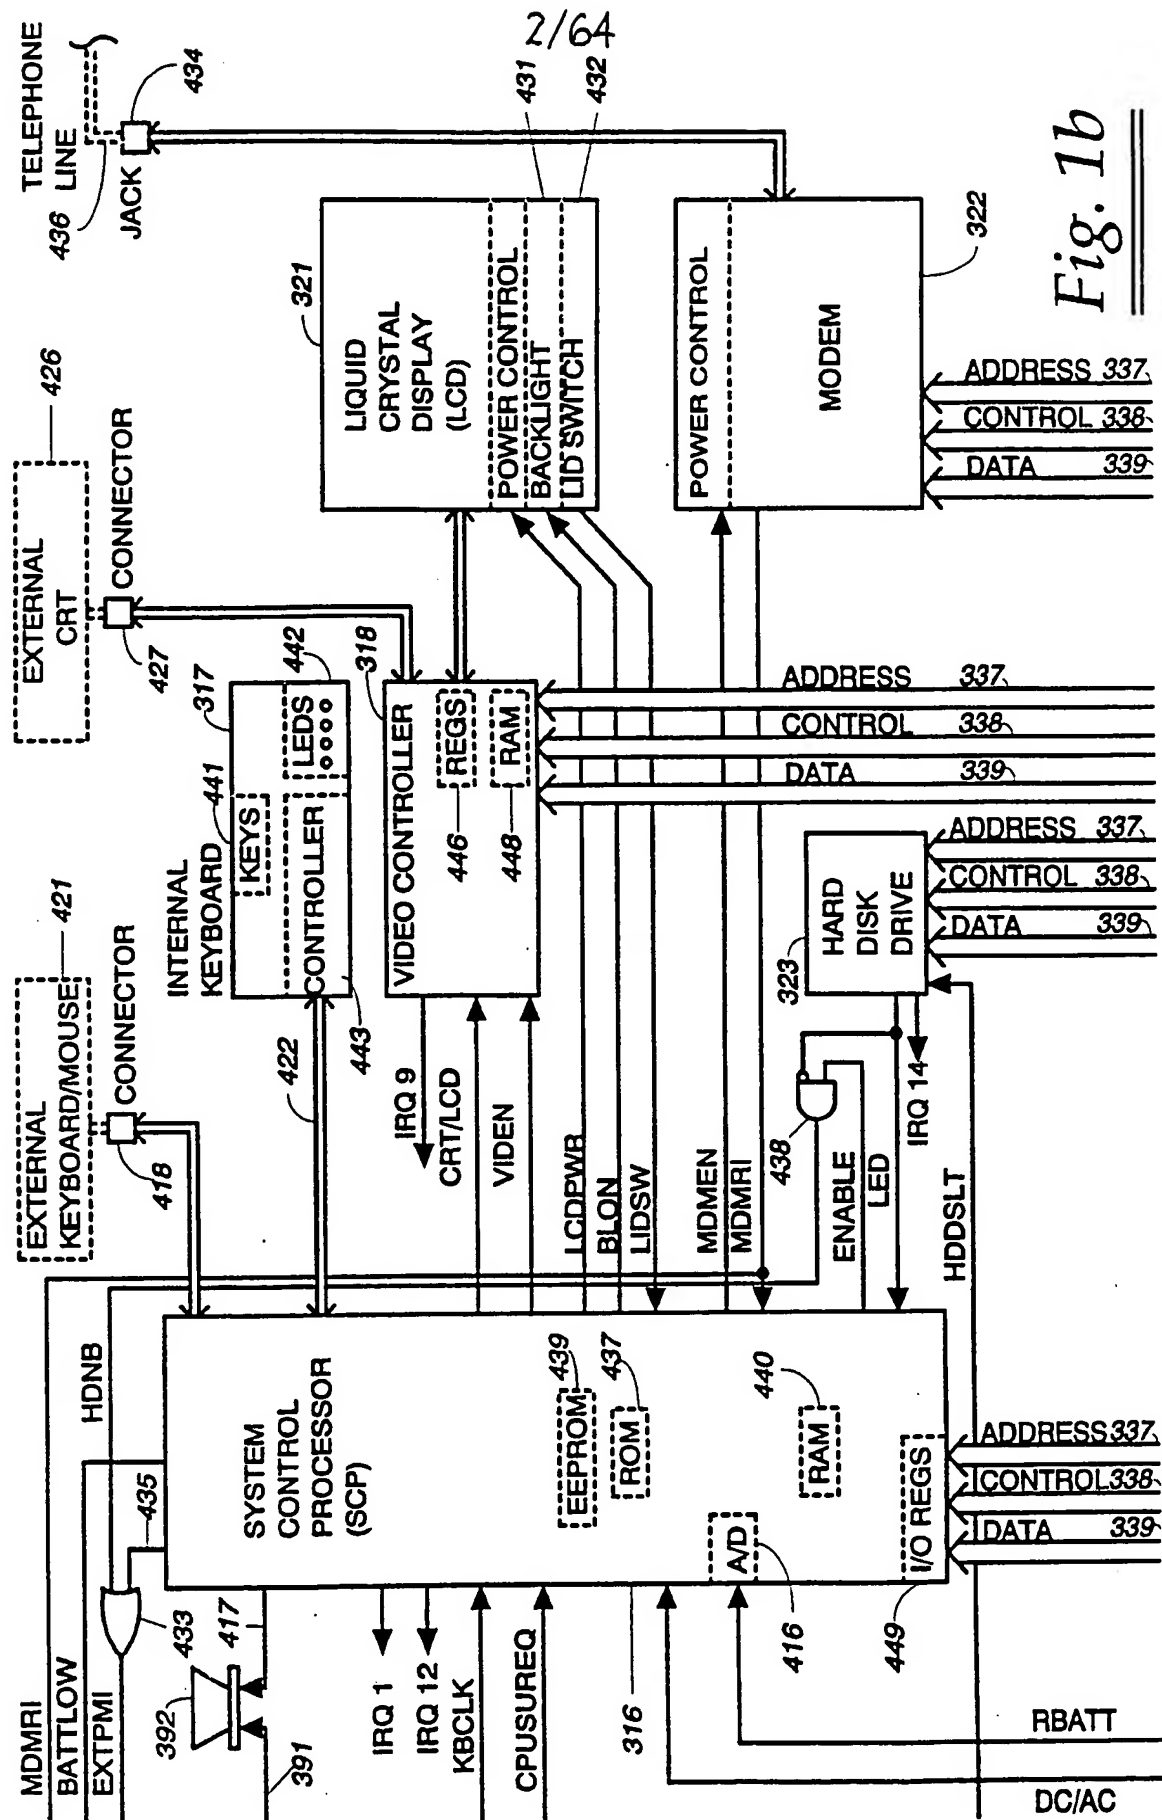 2/64
TELEPHONE
LINE
436
JACK
434
EXTERNAL
CRT
426
CONNECTOR
427
EXTERNAL
KEYBOARD/MOUSE
421
CONNECTOR
418
LIQUID
CRYSTAL
DISPLAY
(LCD)
321
POWER CONTROL
BACKLIGHT
LID SWITCH
431
432
POWER CONTROL
MODEM
322
ADDRESS 337
CONTROL 338
DATA 339
INTERNAL
KEYBOARD
441
317
KEYS
LEDS
442
CONTROLLER
443
422
VIDEO CONTROLLER
318
REGS
446
RAM
448
ADDRESS 337
CONTROL 338
DATA 339
IRQ 9
CRT/LCD
VIDEN
LCDPWR
BLON
LIDSW
MDMEN
MDMRI
HARD
DISK
DRIVE
323
ADDRESS 337
CONTROL 338
DATA 339
438
IRQ 14
ENABLE
LED
HDDSLT
HDNB
435
SYSTEM
CONTROL
PROCESSOR
(SCP)
EEPROM
439
ROM
437
RAM
440
A/D
416
I/O REGS
449
316
ADDRESS 337
CONTROL 338
DATA 339
MDMRI
BATTLOW
EXTPMI
433
417
392
391
IRQ 1
IRQ 12
KBCLK
CPUSUREQ
RBATT
DC/AC
Fig. 1b